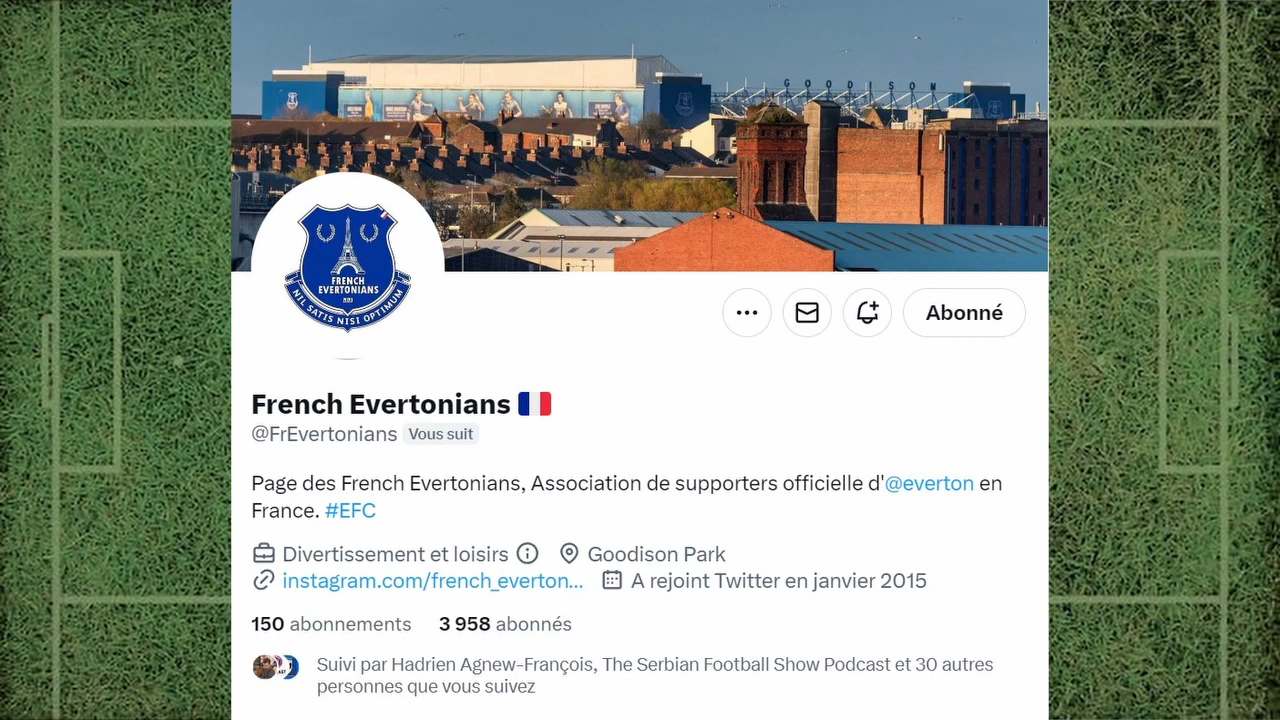 GOODISON
FRENCH
EVERTONIANS
NIL SATIS NISI OPTIMUM
Abonné
French Evertonians
@FrEvertonians Vous suit
Page des French Evertonians, Association de supporters officielle d'@everton en
France. #EFC
Divertissement et loisirs Goodison Park
instagram.com/french_everton... A rejoint Twitter en janvier 2015
150 abonnements 3 958 abonnés
Suivi par Hadrien Agnew-François, The Serbian Football Show Podcast et 30 autres
personnes que vous suivez